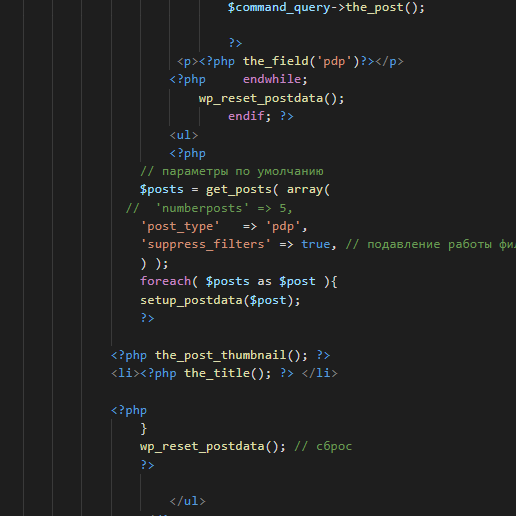 $command_query->the_post();
?>
<p><?php the_field('pdp')?></p>
<?php     endwhile;
wp_reset_postdata();
endif; ?>
<ul>
<?php
// параметры по умолчанию
$posts = get_posts( array(
//  'numberposts' => 5,
'post_type'   => 'pdp',
'suppress_filters' => true, // подавление работы
) );
foreach( $posts as $post ){
setup_postdata($post);
?>
<?php the_post_thumbnail(); ?>
<li><?php the_title(); ?> </li>
<?php
}
wp_reset_postdata(); // сброс
?>
</ul>